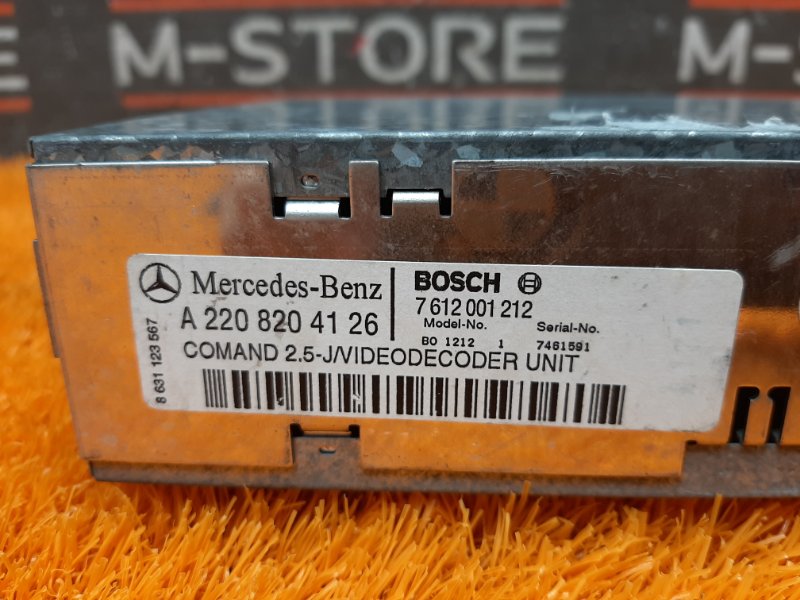 M-STORE
Mercedes-Benz
A 220 820 41 26
BOSCH
7 612 001 212
Model-No. Serial-No.
BO 1212 1 7461591
COMAND 2.5-J/VIDEODECODER UNIT
8 631 123 567